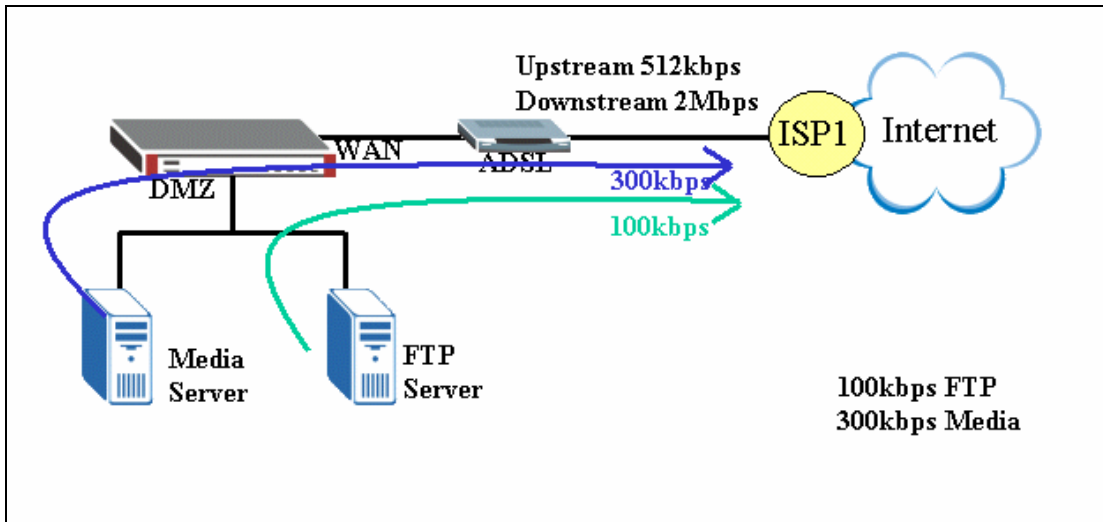 Upstream 512kbps
Downstream 2Mbps
ISP1
Internet
WAN
ADSL
DMZ
300kbps
100kbps
Media
Server
FTP
Server
100kbps FTP
300kbps Media